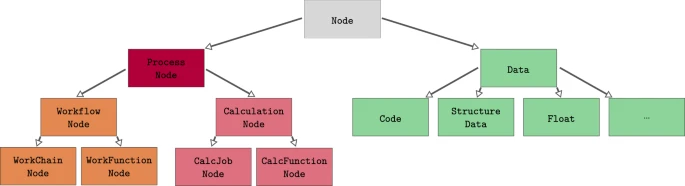 Node
Process
Node
Data
Workflow
Node
Calculation
Node
Code
Structure
Data
Float
...
WorkChain
Node
WorkFunction
Node
CalcJob
Node
CalcFunction
Node